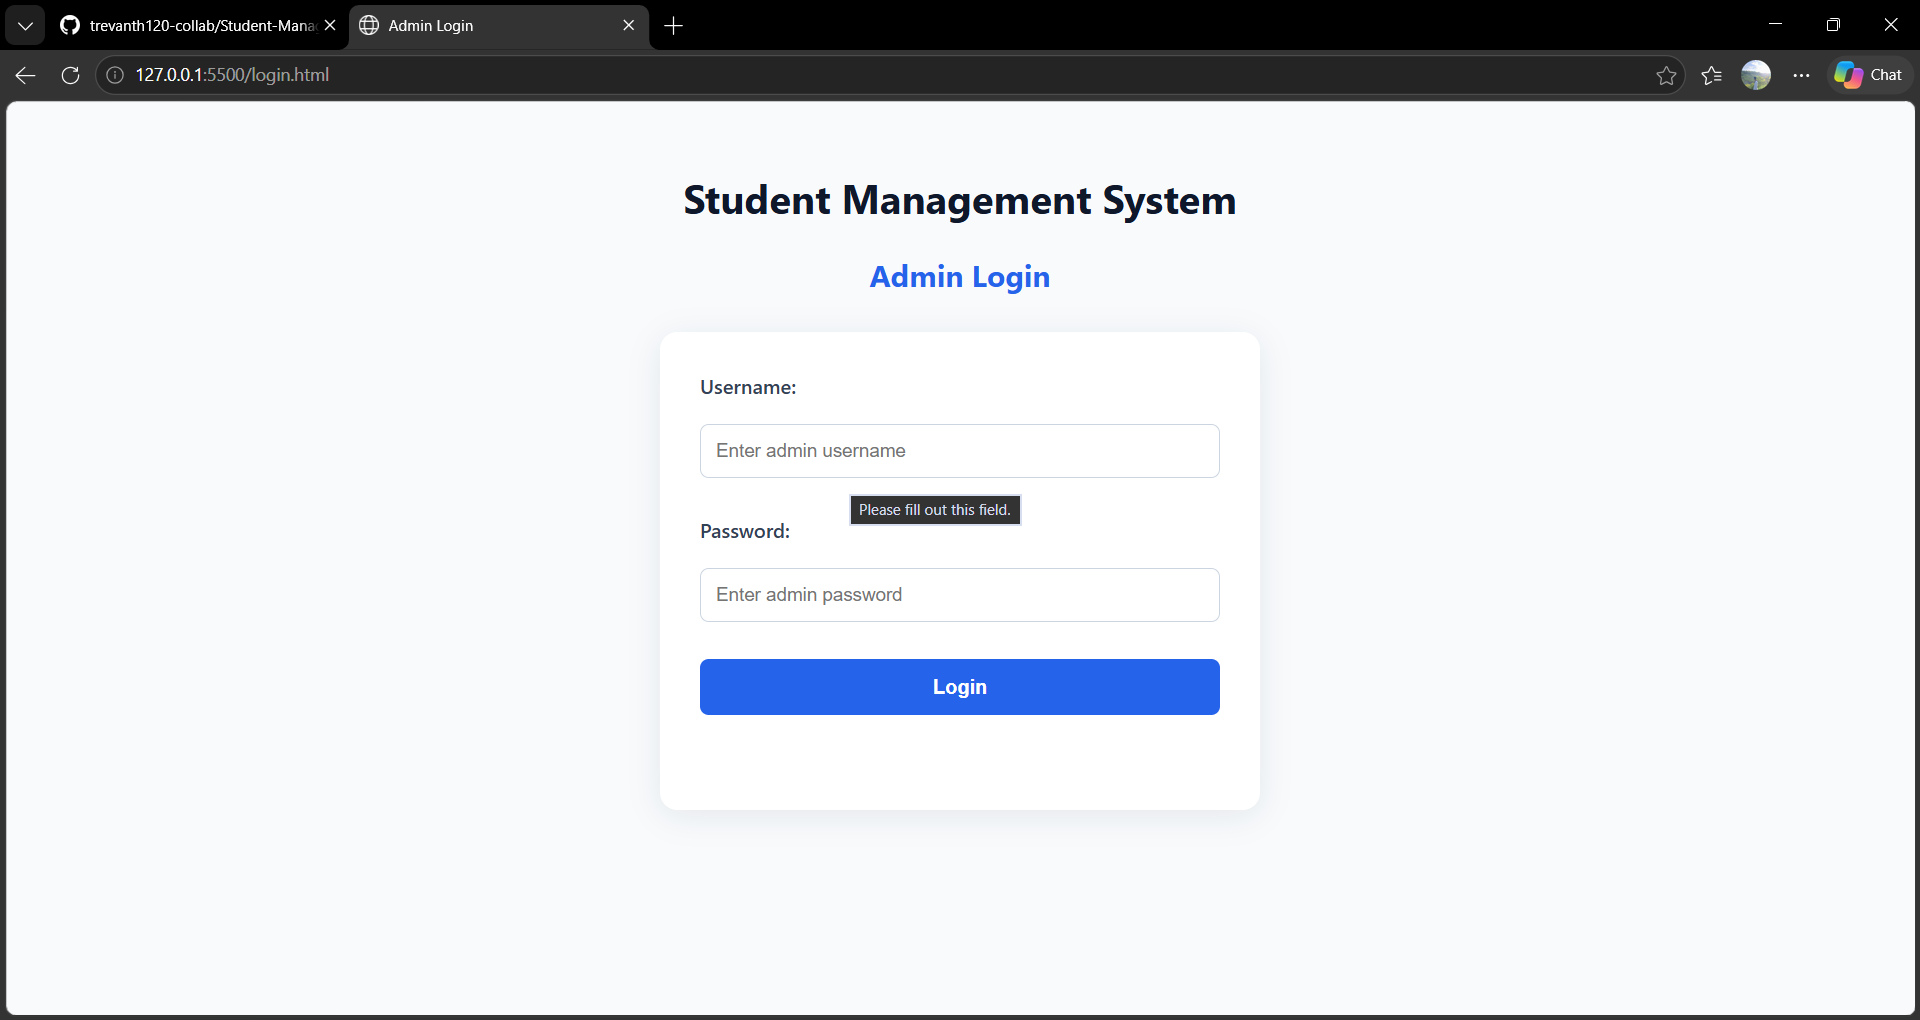 trevanth120-collab/Student-Mana
Admin Login
127.0.0.1:5500/login.html
Chat
Student Management System
Admin Login
Username:
Enter admin username
Please fill out this field.
Password:
Enter admin password
Login